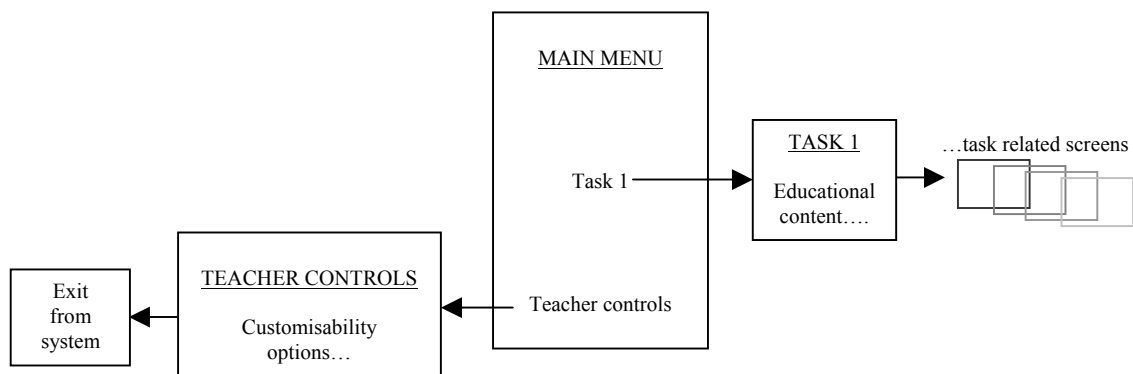 MAIN MENU
Task 1
Teacher controls
TASK 1
Educational
content….
…task related screens
TEACHER CONTROLS
Customisability
options…
Exit
from
system